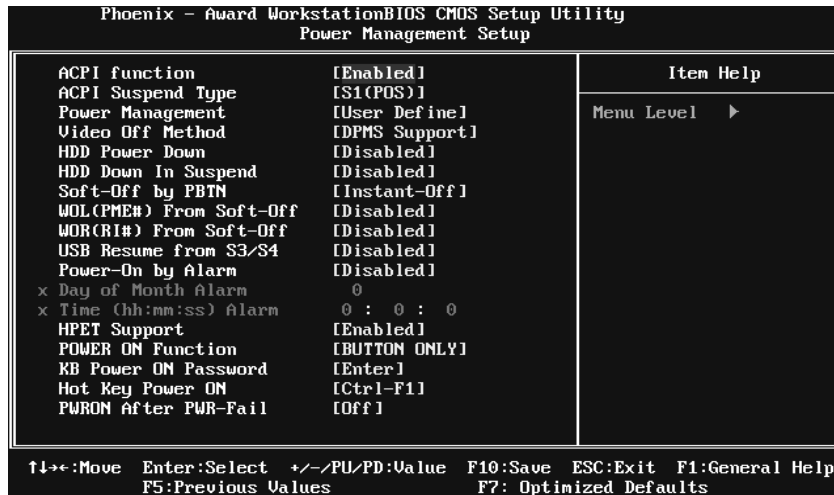 Phoenix - Award WorkstationBIOS CMOS Setup Utility
Power Management Setup
ACPI function [Enabled]
ACPI Suspend Type [S1(POS)]
Power Management [User Define]
Video Off Method [DPMS Support]
HDD Power Down [Disabled]
HDD Down In Suspend [Disabled]
Soft-Off by PBTN [Instant-Off]
WOL(PME#) From Soft-Off [Disabled]
WOR(RI#) From Soft-Off [Disabled]
USB Resume from S3/S4 [Disabled]
Power-On by Alarm [Disabled]
x Day of Month Alarm 0
x Time (hh:mm:ss) Alarm 0 : 0 : 0
HPET Support [Enabled]
POWER ON Function [BUTTON ONLY]
KB Power ON Password [Enter]
Hot Key Power ON [Ctrl-F1]
PWRON After PWR-Fail [Off]
Item Help
Menu Level ▶
↑↓→←:Move Enter:Select +/-/PU/PD:Value F10:Save ESC:Exit F1:General Help
F5:Previous Values F7: Optimized Defaults